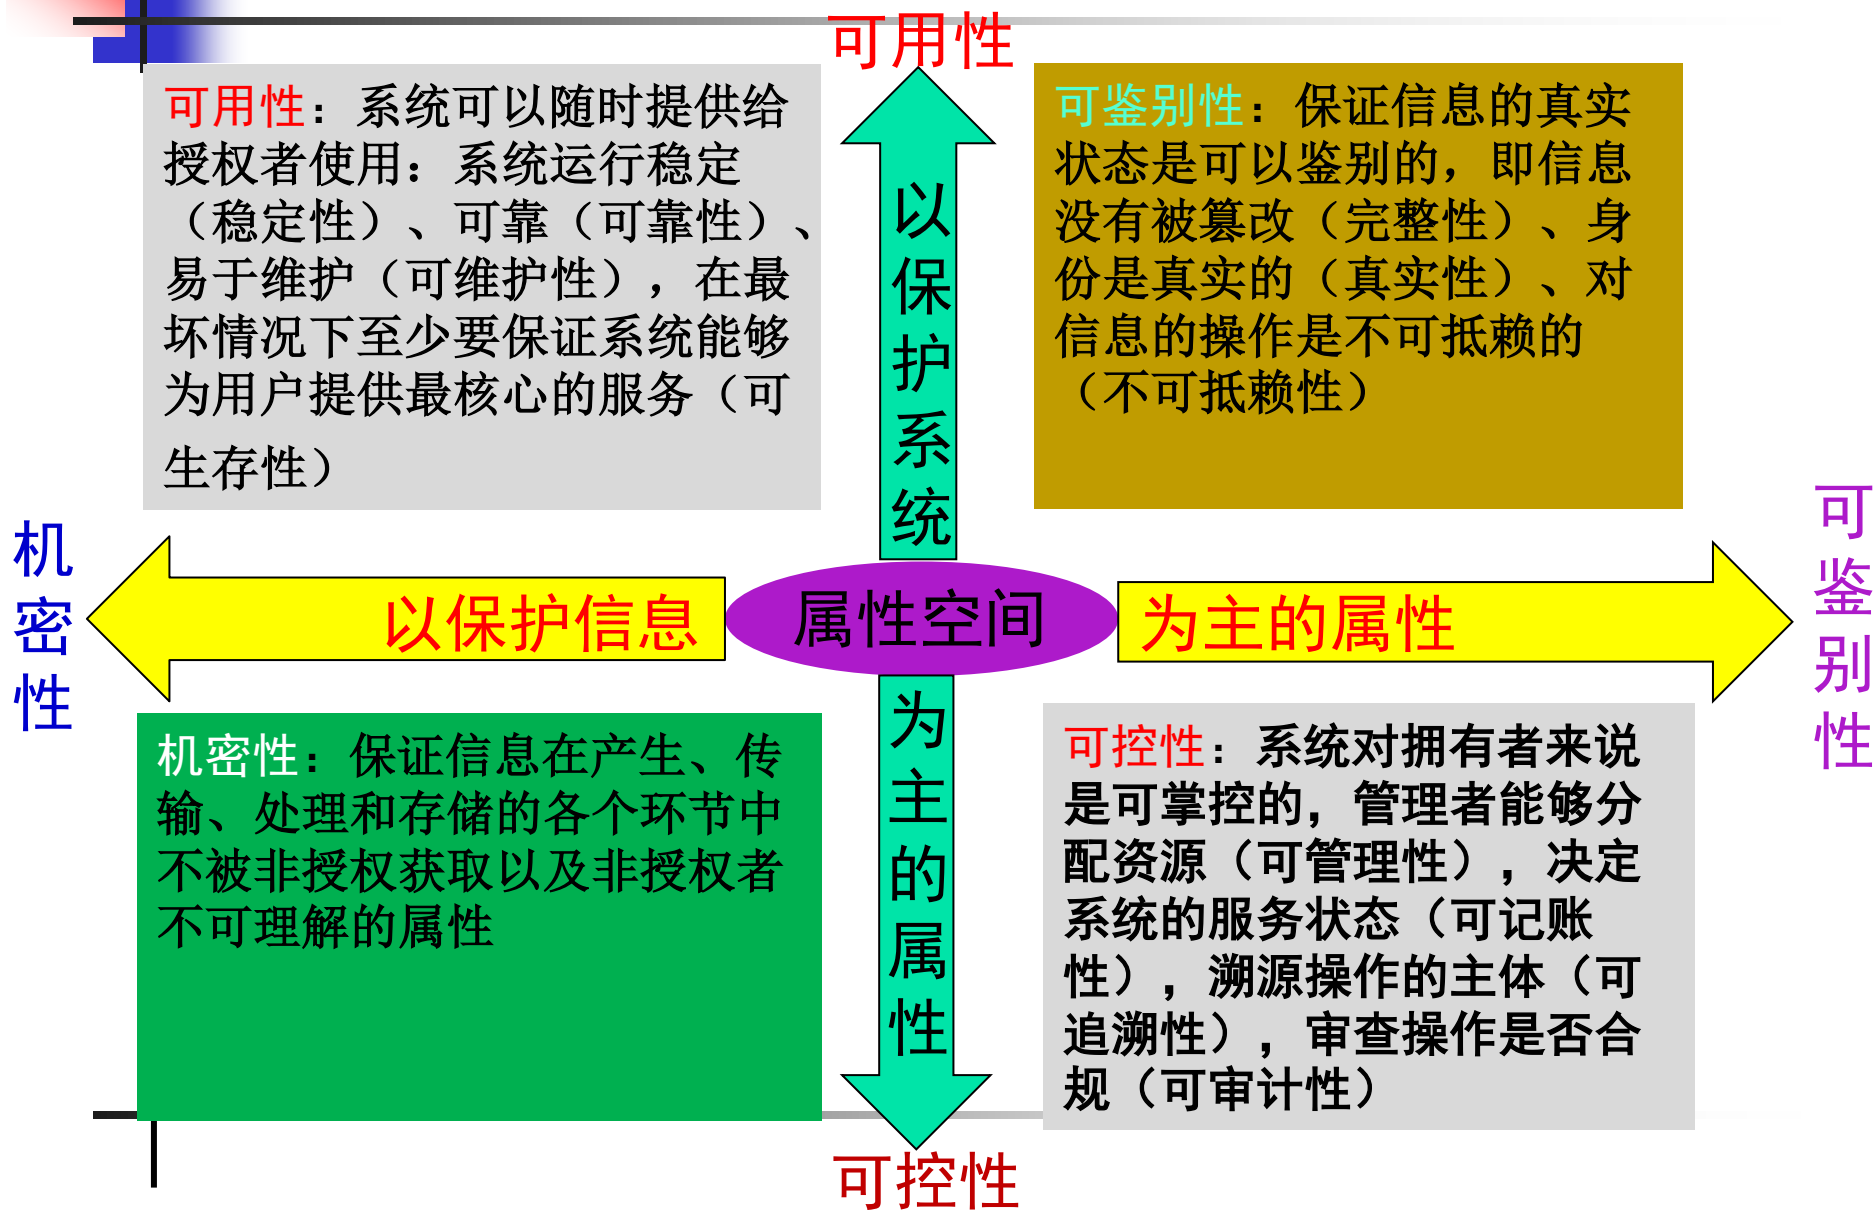 可用性
可用性：系统可以随时提供给
授权者使用：系统运行稳定
（稳定性）、可靠（可靠性）、
易于维护（可维护性），在最
坏情况下至少要保证系统能够
为用户提供最核心的服务（可
生存性）
以保护系统
可鉴别性：保证信息的真实
状态是可以鉴别的，即信息
没有被篡改（完整性）、身
份是真实的（真实性）、对
信息的操作是不可抵赖的
（不可抵赖性）
机密性
以保护信息
属性空间
为主的属性
可鉴别性
机密性：保证信息在产生、传
输、处理和存储的各个环节中
不被非授权获取以及非授权者
不可理解的属性
为主的属性
可控性：系统对拥有者来说
是可掌控的，管理者能够分
配资源（可管理性），决定
系统的服务状态（可记账
性），溯源操作的主体（可
追溯性），审查操作是否合
规（可审计性）
可控性